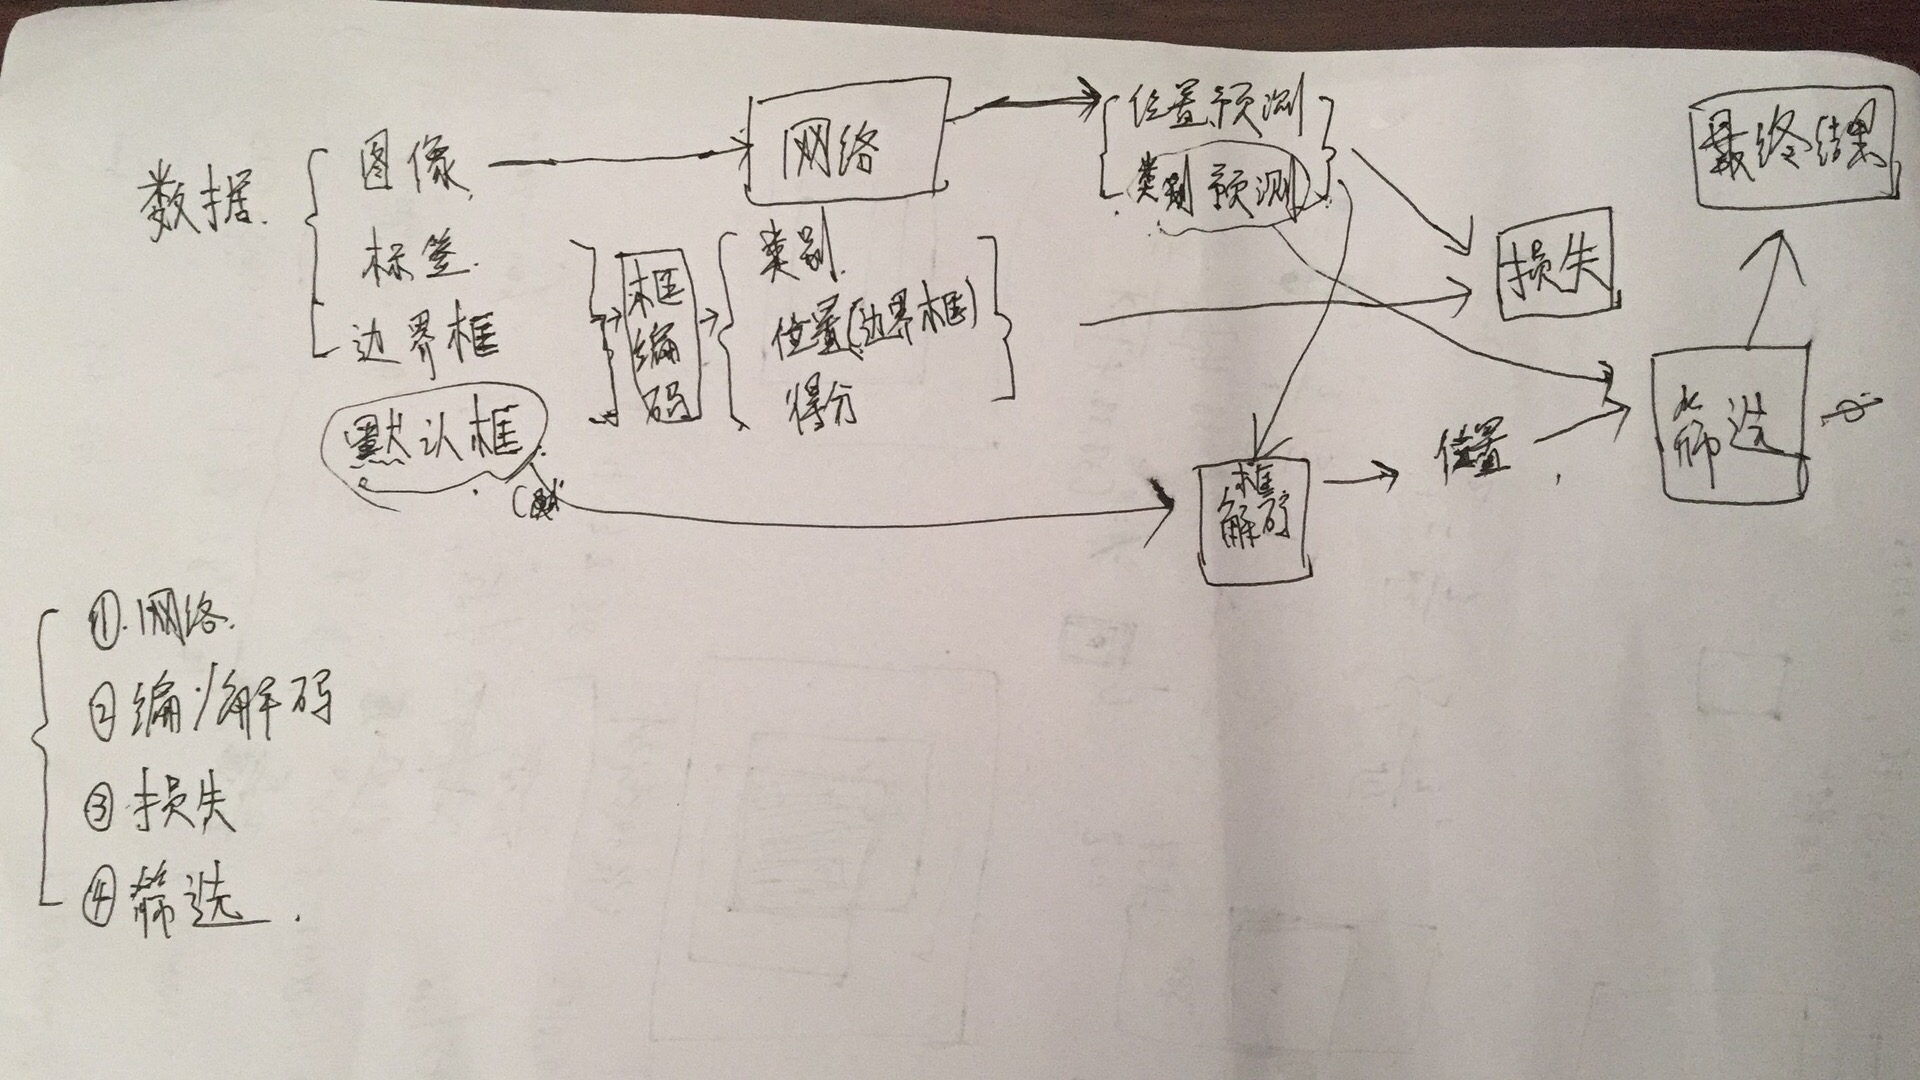 数据
图像
标签
边界框
默认框
网络
框编码
类别
位置(边界框)
得分
位置预测
类别预测
损失
最终结果
框解码
位置
筛选
①网络
②编/解码
③损失
④筛选